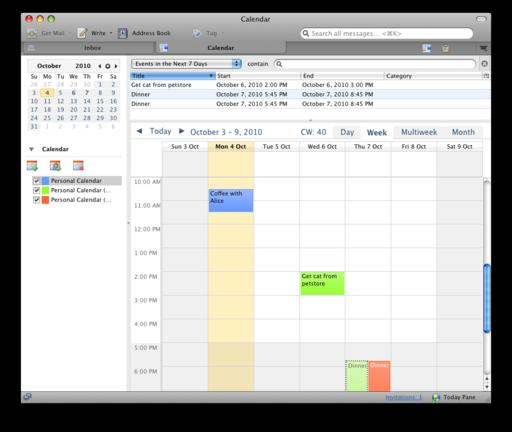 Calendar
Get Mail Write Address Book Tag Search all messages... <⌘K>
Inbox Calendar
October 2010
Su Mo Tu We Th Fr Sa
26 27 28 29 30 1 2
3 4 5 6 7 8 9
10 11 12 13 14 15 16
17 18 19 20 21 22 23
24 25 26 27 28 29 30
31 1 2 3 4 5 6
Calendar
Personal Calendar
Personal Calendar (...
Personal Calendar (...
Events in the Next 7 Days contain
Title Start End Category
Get cat from petstore October 6, 2010 2:00 PM October 6, 2010 3:00 PM
Dinner October 7, 2010 5:45 PM October 7, 2010 8:45 PM
Dinner October 7, 2010 5:45 PM October 7, 2010 8:45 PM
Today October 3 – 9, 2010 CW: 40 Day Week Multiweek Month
Sun 3 Oct Mon 4 Oct Tue 5 Oct Wed 6 Oct Thu 7 Oct Fri 8 Oct Sat 9 Oct
10:00 AM
Coffee with
Alice
11:00 AM
12:00 PM
1:00 PM
2:00 PM
Get cat from
petstore
3:00 PM
4:00 PM
5:00 PM
Dinner Dinner
6:00 PM
Invitations: 1 Today Pane